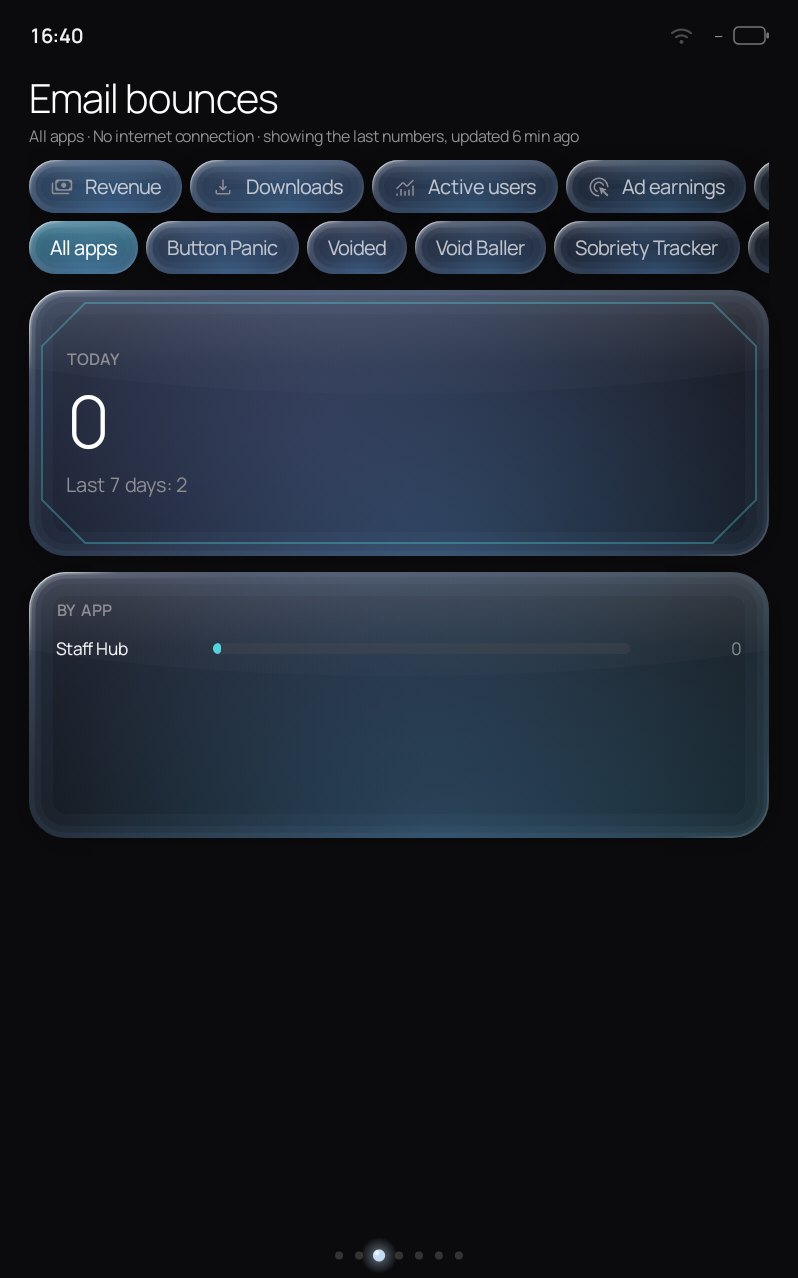 16:40
–
Email bounces
All apps · No internet connection · showing the last numbers, updated 6 min ago
Revenue Downloads Active users Ad earnings
All apps Button Panic Voided Void Baller Sobriety Tracker
TODAY
0
Last 7 days: 2
BY APP
Staff Hub 0